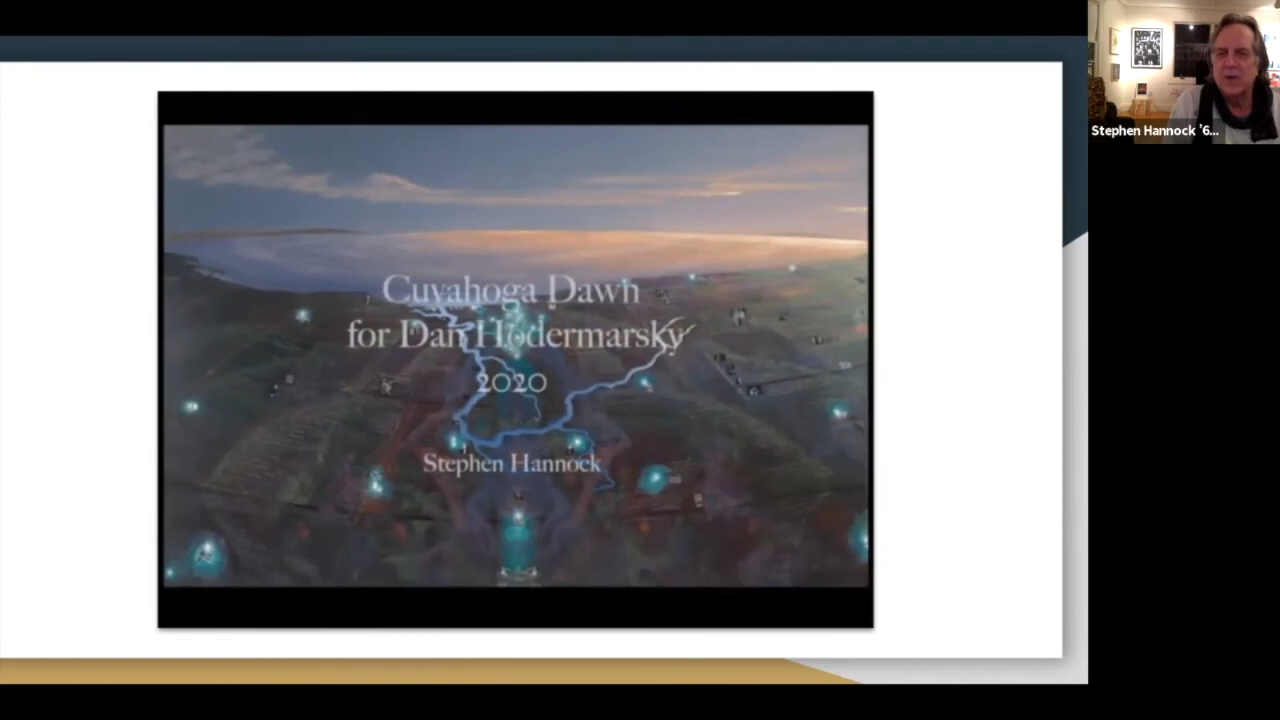 Cuyahoga Dawn
for Dan Hodermarsky
2020
Stephen Hannock
Stephen Hannock '6...